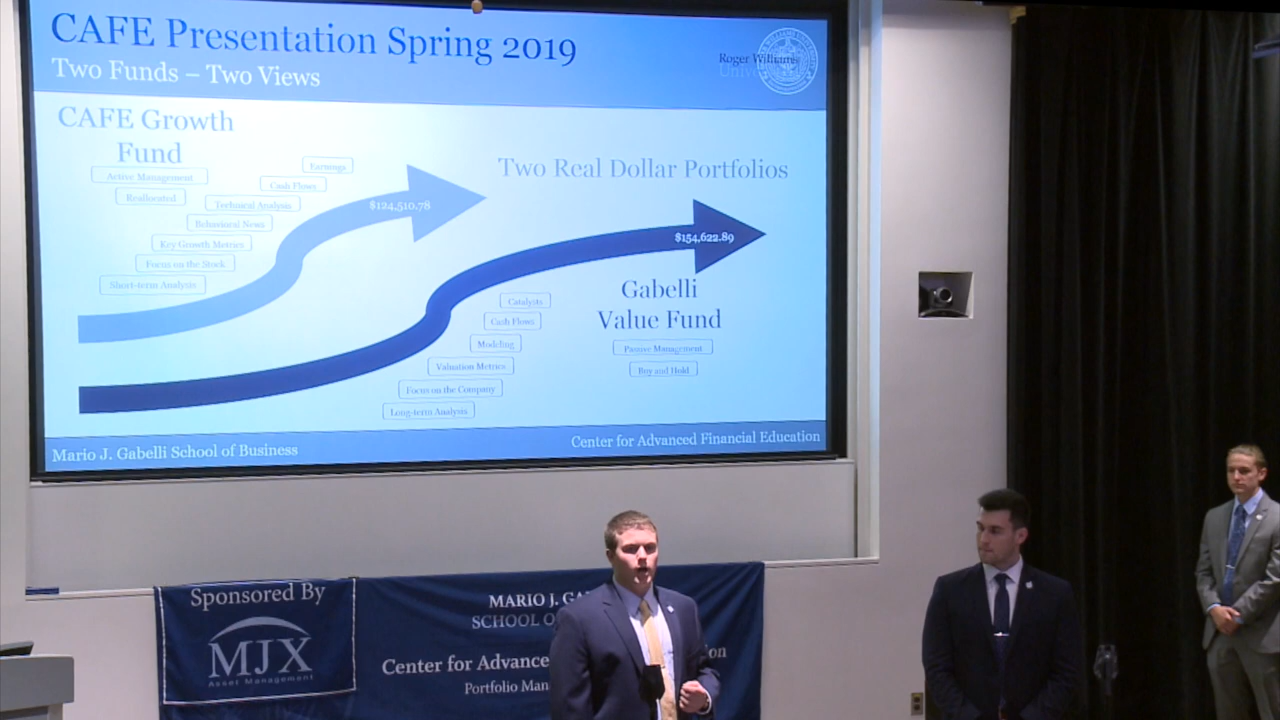 CAFE Presentation Spring 2019
Two Funds – Two Views
Roger Williams
CAFE Growth
Fund
Active Management
Reallocated
Earnings
Cash Flows
Technical Analysis
Behavioral News
Key Growth Metrics
Focus on the Stock
Short-term Analysis
$124,510.78
Two Real Dollar Portfolios
$154,622.89
Gabelli
Value Fund
Passive Management
Buy and Hold
Catalysts
Cash Flows
Modeling
Valuation Metrics
Focus on the Company
Long-term Analysis
Mario J. Gabelli School of Business
Center for Advanced Financial Education
Sponsored By
MJX
Asset Management
MARIO J. GA
SCHOOL O
Center for Advance on
Portfolio Man